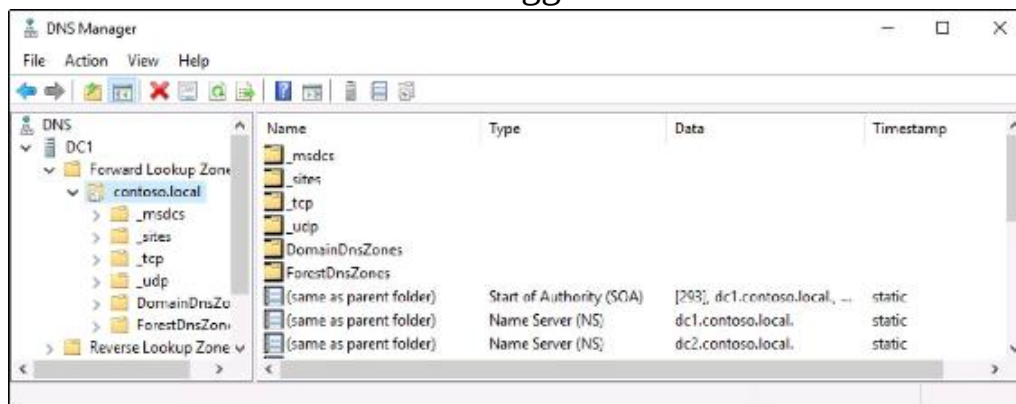 DNS Manager
File Action View Help
DNS
DC1
Forward Lookup Zone
contoso.local
_msdcs
_sites
_tcp
_udp
DomainDnsZo
ForestDnsZon
Reverse Lookup Zone
Name Type Data Timestamp
_msdcs
_sites
_tcp
_udp
DomainDnsZones
ForestDnsZones
(same as parent folder) Start of Authority (SOA) [293], dc1.contoso.local., ... static
(same as parent folder) Name Server (NS) dc1.contoso.local. static
(same as parent folder) Name Server (NS) dc2.contoso.local. static